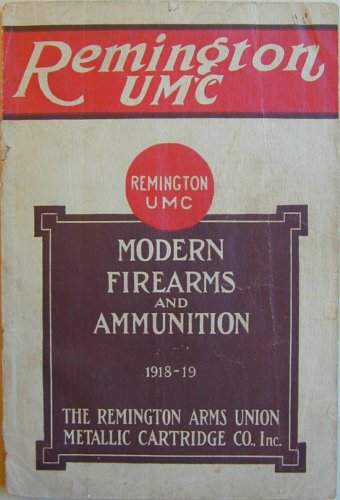 Remington
UMC
REMINGTON
UMC
MODERN
FIREARMS
AND
AMMUNITION
1918-19
THE REMINGTON ARMS UNION
METALLIC CARTRIDGE CO., Inc.